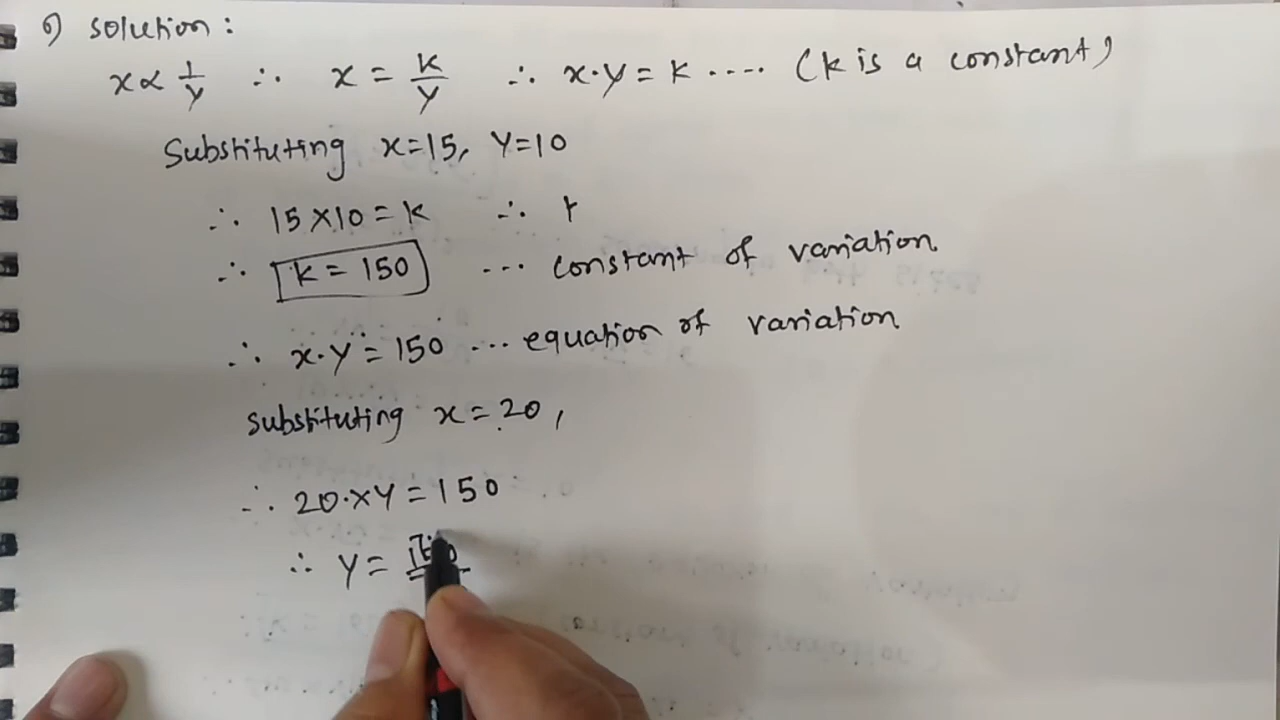 6) Solution:
x ∝ 1/y ∴ x = k/y ∴ x·y = k .... (k is a constant)
Substituting x=15, y=10
∴ 15×10 = k ∴
∴ k = 150 ... constant of variation
∴ x·y = 150 ... equation of variation
substituting x = 20,
∴ 20·×y = 150
∴ y =